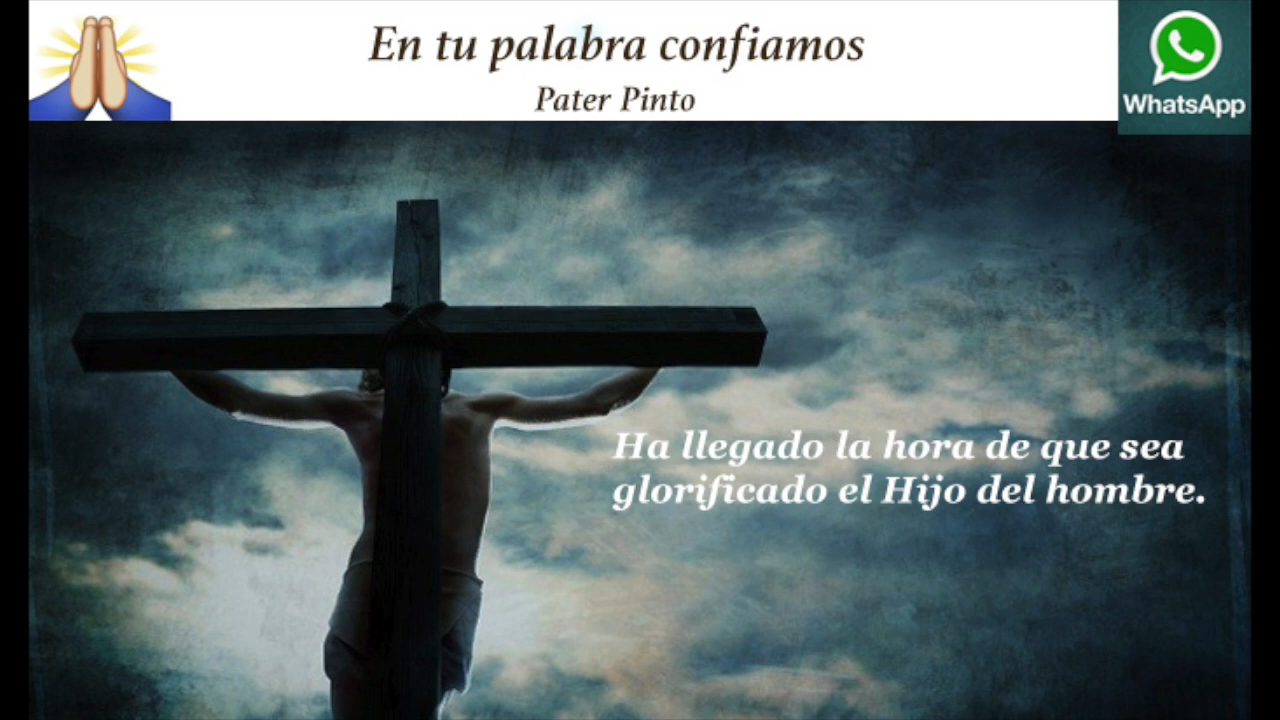 En tu palabra confiamos
Pater Pinto
WhatsApp
Ha llegado la hora de que sea
glorificado el Hijo del hombre.